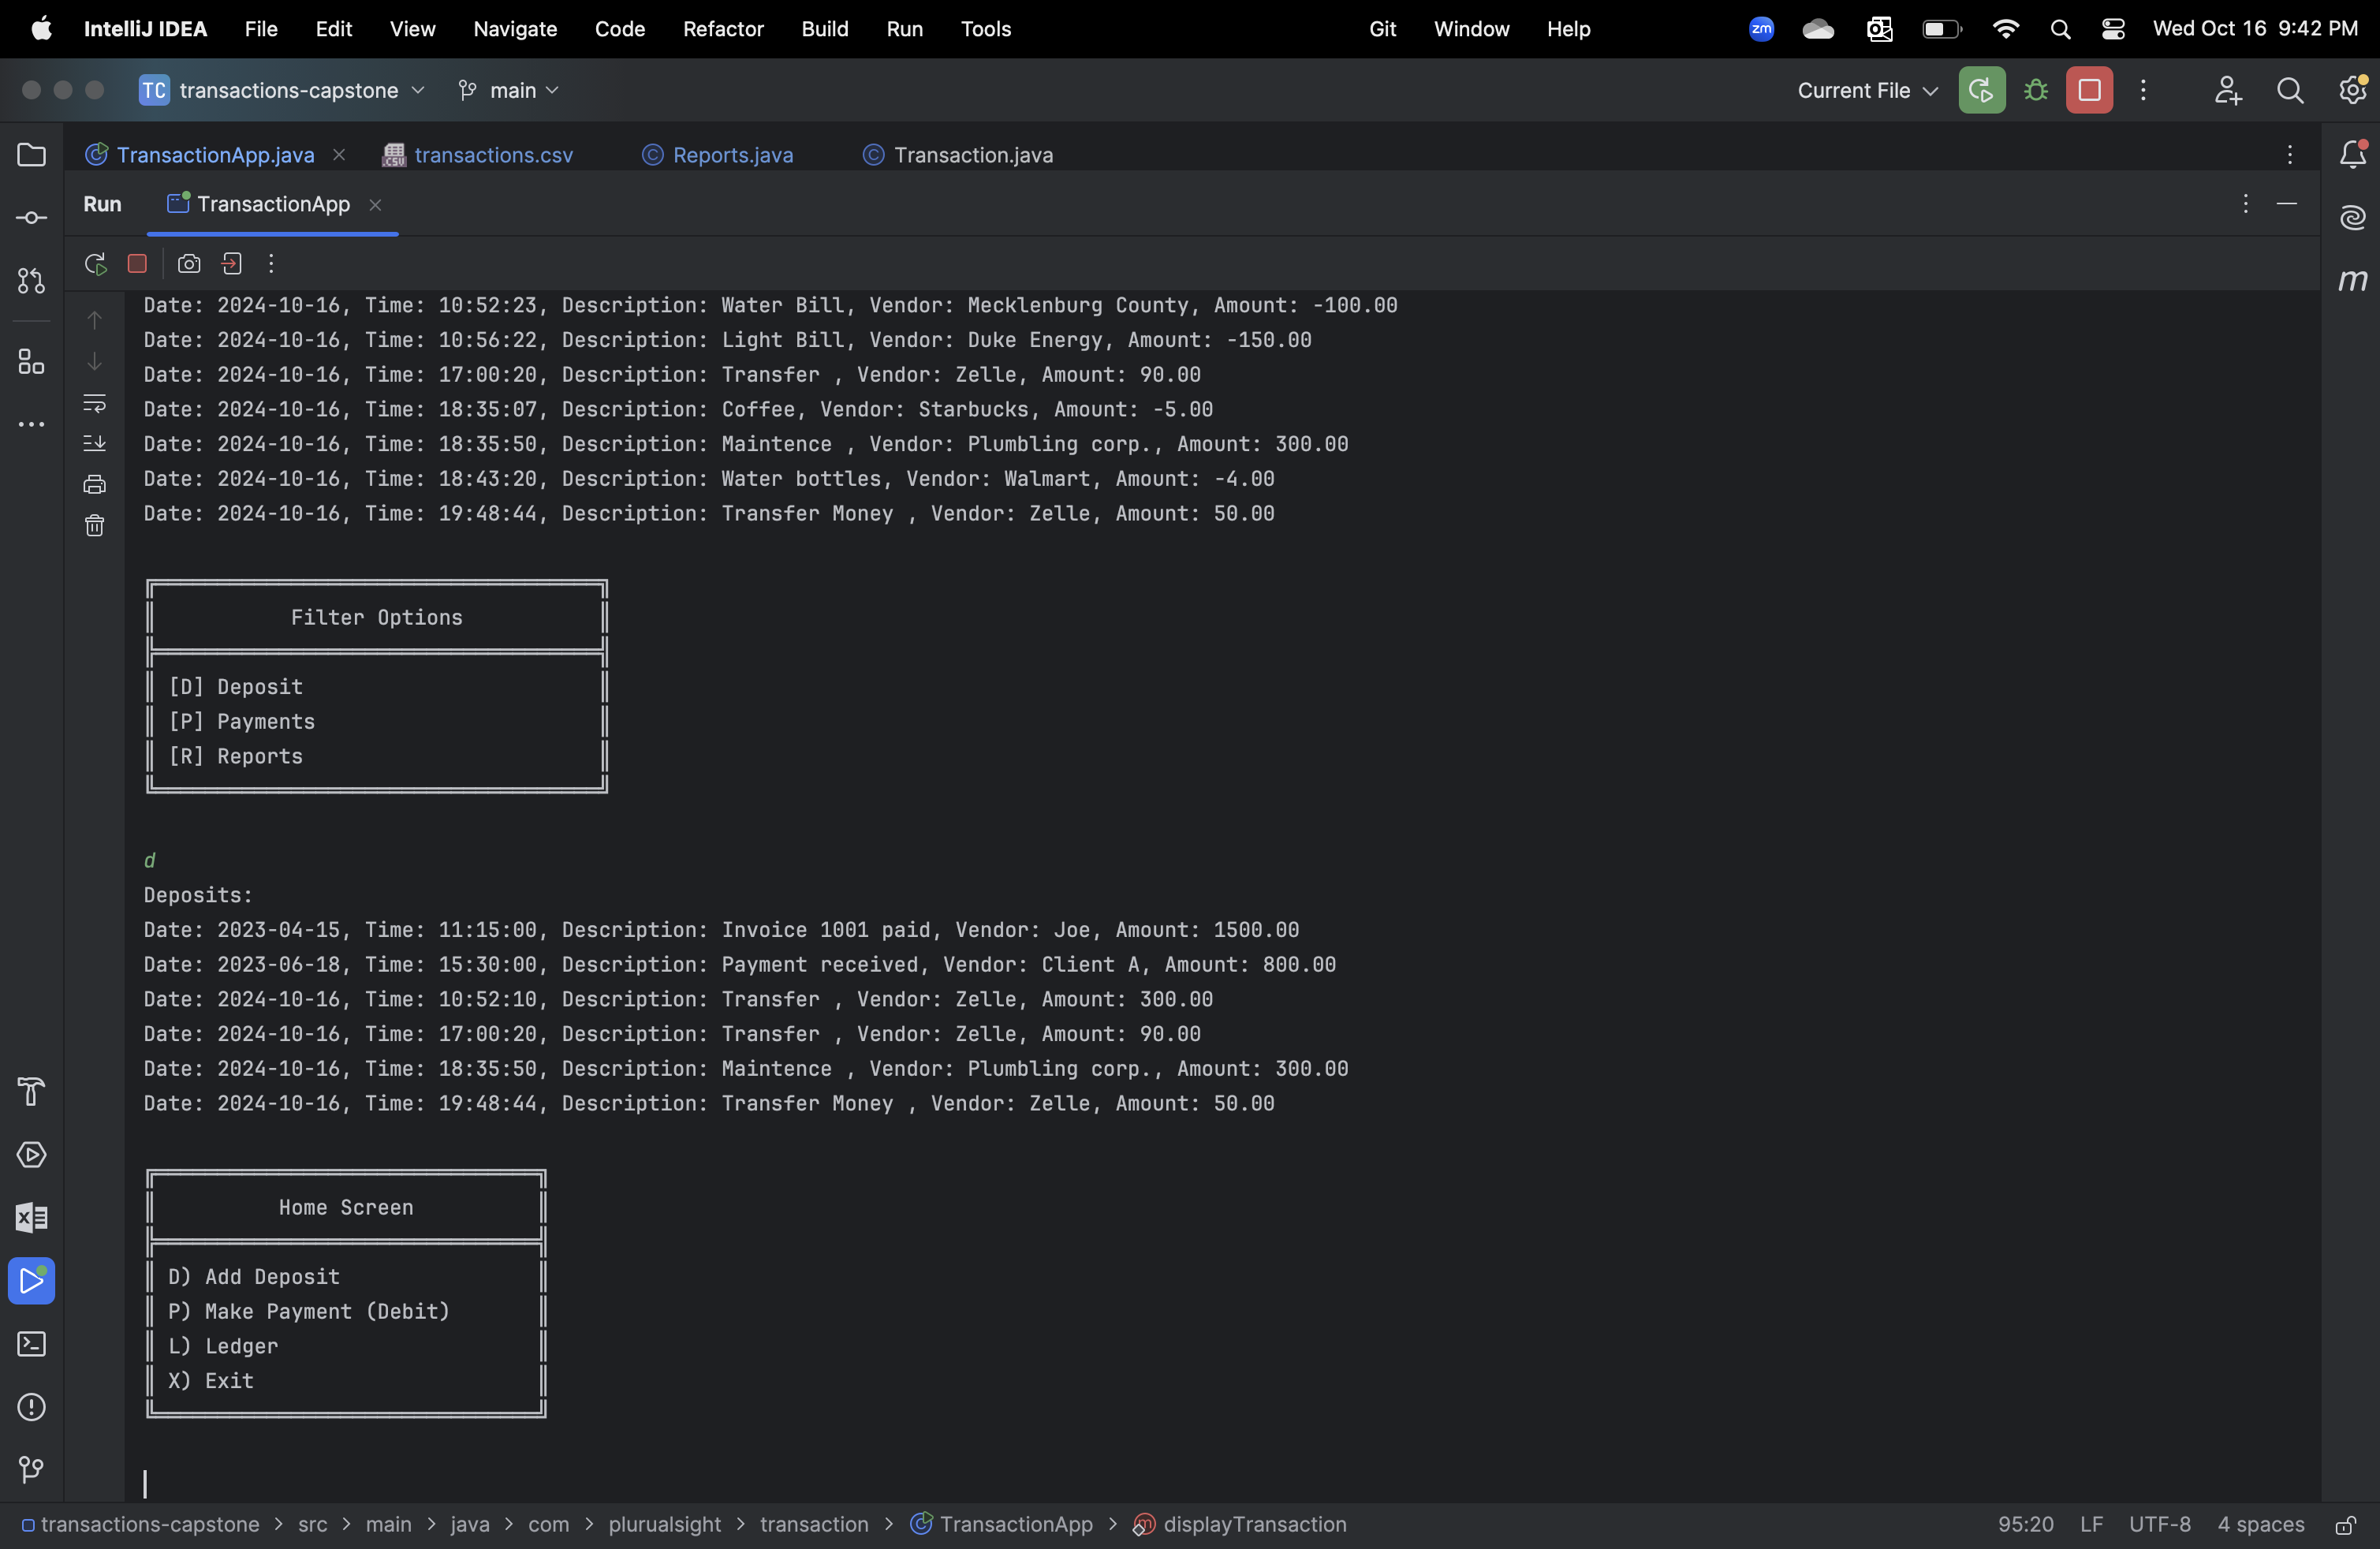 IntelliJ IDEA File Edit View Navigate Code Refactor Build Run Tools Git Window Help zm Wed Oct 16 9:42 PM
TC transactions-capstone main Current File
TransactionApp.java transactions.csv Reports.java Transaction.java
Run TransactionApp
Date: 2024-10-16, Time: 10:52:23, Description: Water Bill, Vendor: Mecklenburg County, Amount: -100.00
Date: 2024-10-16, Time: 10:56:22, Description: Light Bill, Vendor: Duke Energy, Amount: -150.00
Date: 2024-10-16, Time: 17:00:20, Description: Transfer , Vendor: Zelle, Amount: 90.00
Date: 2024-10-16, Time: 18:35:07, Description: Coffee, Vendor: Starbucks, Amount: -5.00
Date: 2024-10-16, Time: 18:35:50, Description: Maintence , Vendor: Plumbling corp., Amount: 300.00
Date: 2024-10-16, Time: 18:43:20, Description: Water bottles, Vendor: Walmart, Amount: -4.00
Date: 2024-10-16, Time: 19:48:44, Description: Transfer Money , Vendor: Zelle, Amount: 50.00
Filter Options
[D] Deposit
[P] Payments
[R] Reports
d
Deposits:
Date: 2023-04-15, Time: 11:15:00, Description: Invoice 1001 paid, Vendor: Joe, Amount: 1500.00
Date: 2023-06-18, Time: 15:30:00, Description: Payment received, Vendor: Client A, Amount: 800.00
Date: 2024-10-16, Time: 10:52:10, Description: Transfer , Vendor: Zelle, Amount: 300.00
Date: 2024-10-16, Time: 17:00:20, Description: Transfer , Vendor: Zelle, Amount: 90.00
Date: 2024-10-16, Time: 18:35:50, Description: Maintence , Vendor: Plumbling corp., Amount: 300.00
Date: 2024-10-16, Time: 19:48:44, Description: Transfer Money , Vendor: Zelle, Amount: 50.00
Home Screen
D) Add Deposit
P) Make Payment (Debit)
L) Ledger
X) Exit
transactions-capstone > src > main > java > com > plurualsight > transaction > TransactionApp > displayTransaction 95:20 LF UTF-8 4 spaces